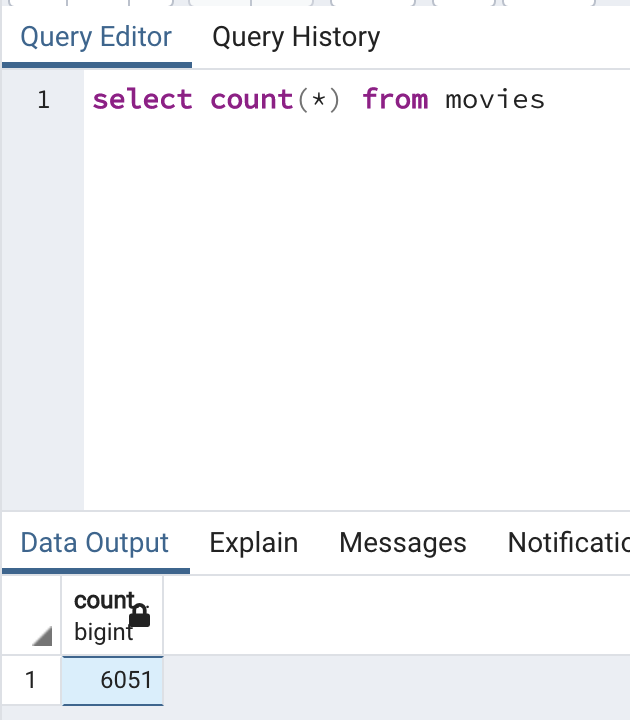 Query Editor Query History
1 select count(*) from movies
Data Output Explain Messages Notificatio
count
bigint
1 6051